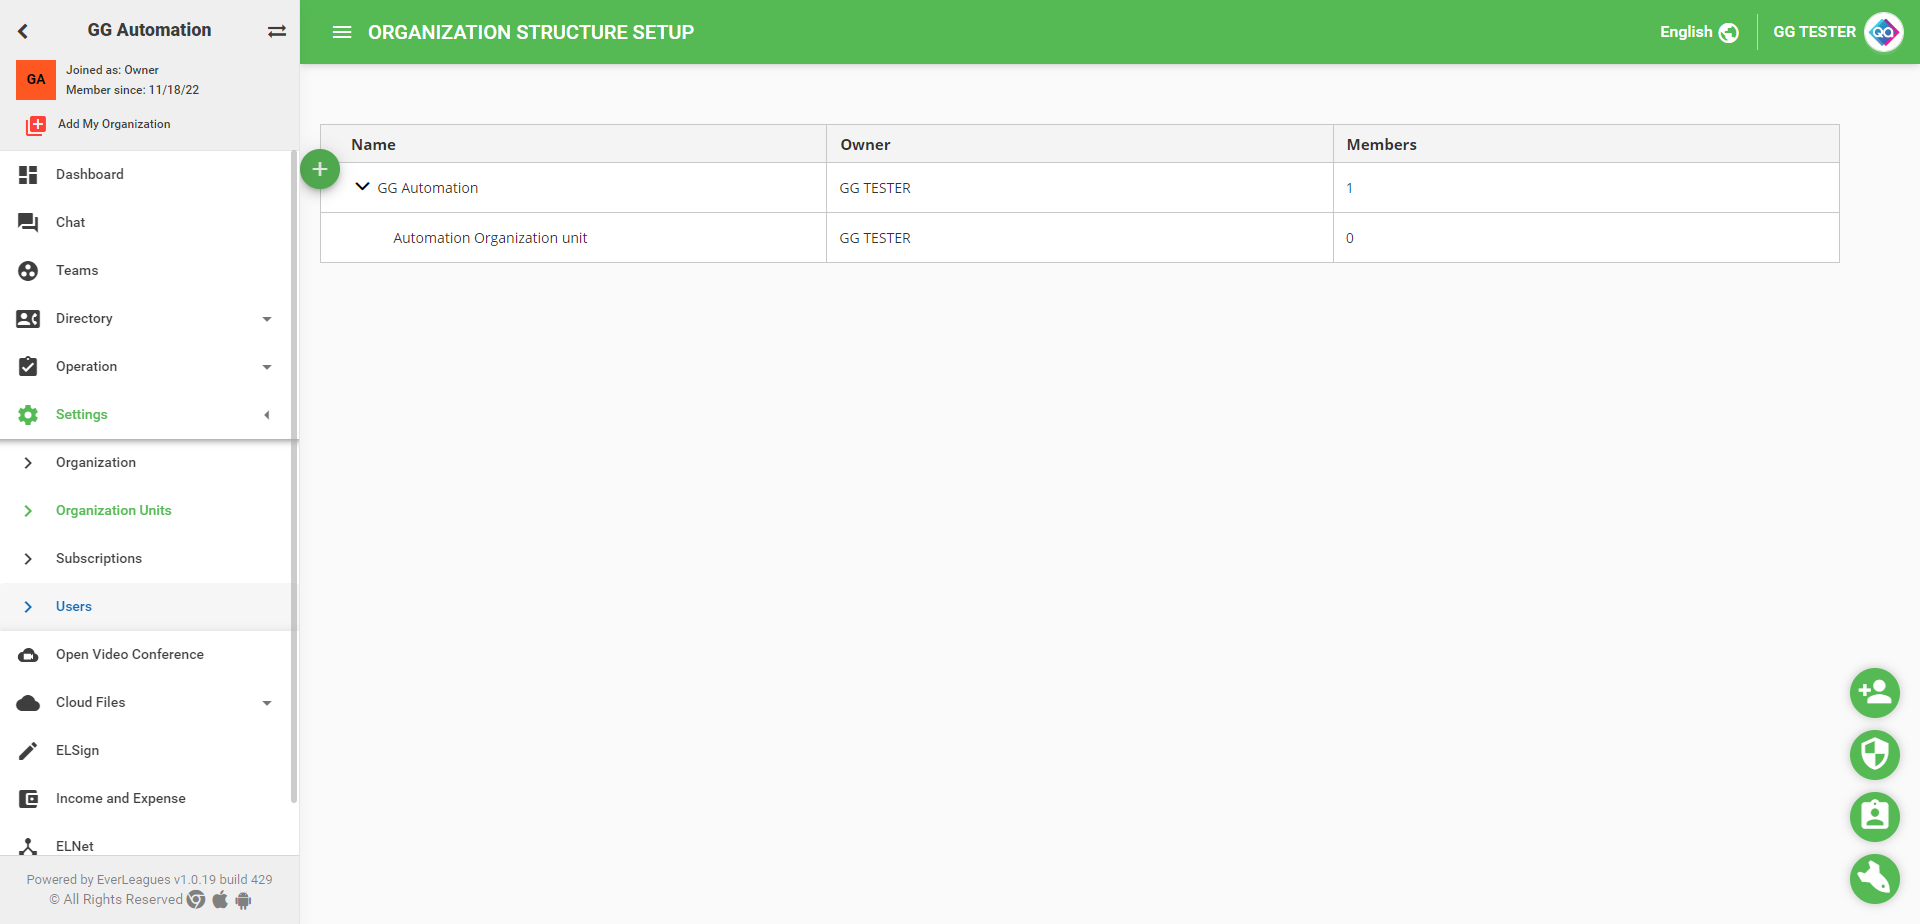 GG Automation
GA
Joined as: Owner
Member since: 11/18/22
Add My Organization
Dashboard
Chat
Teams
Directory
Operation
Settings
Organization
Organization Units
Subscriptions
Users
Open Video Conference
Cloud Files
ELSign
Income and Expense
ELNet
Powered by EverLeagues v1.0.19 build 429
© All Rights Reserved
ORGANIZATION STRUCTURE SETUP
English
GG TESTER
QA
Name Owner Members
GG Automation GG TESTER 1
Automation Organization unit GG TESTER 0